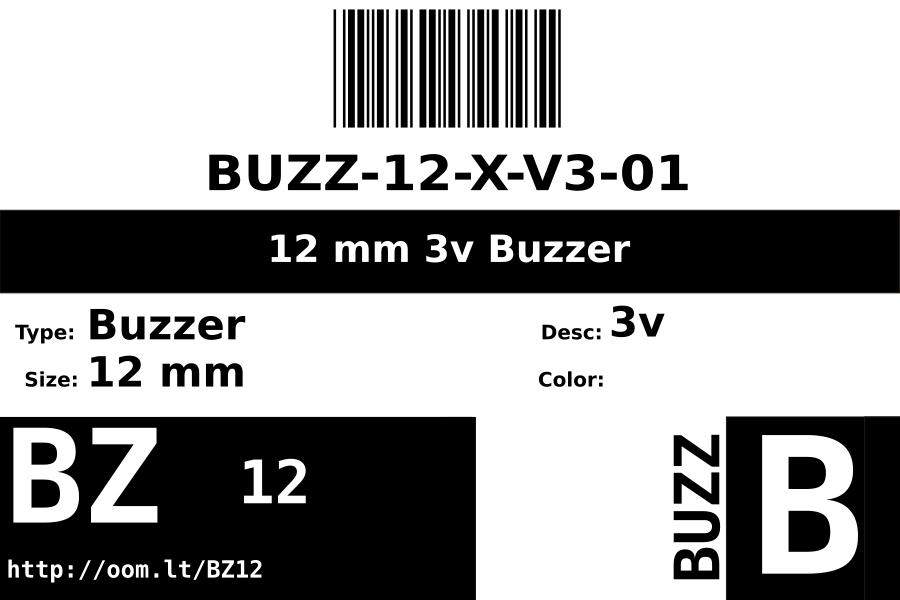 BUZZ-12-X-V3-01
12 mm 3v Buzzer
Type: Buzzer
Desc: 3v
Size: 12 mm
Color:
BZ
12
http://oom.lt/BZ12
BUZZ
B